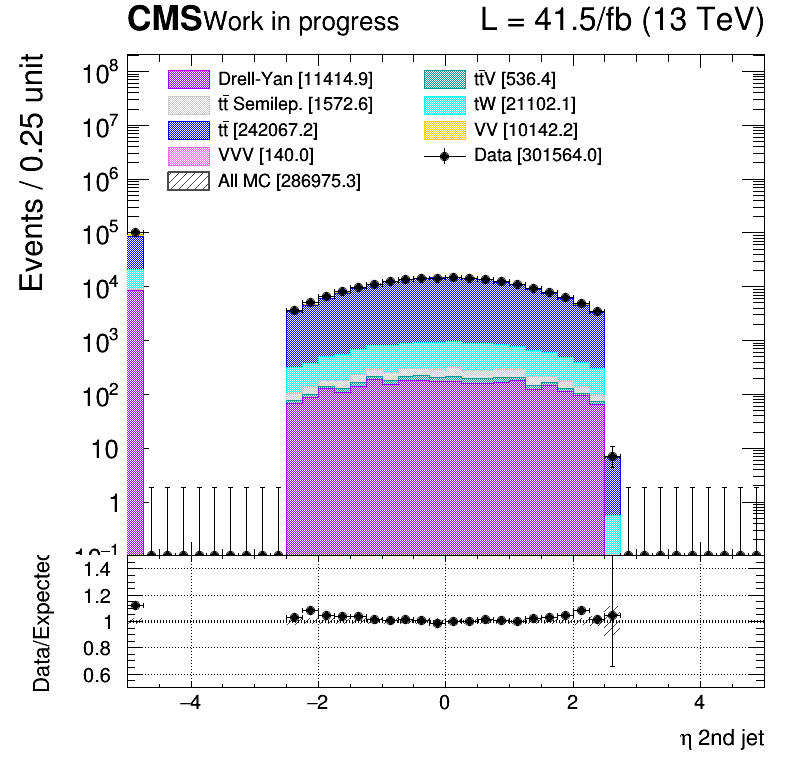 CMS Work in progress L = 41.5/fb (13 TeV)
Events / 0.25 unit
10⁸
10⁷
10⁶
10⁵
10⁴
10³
10²
10
1
10⁻¹
Drell-Yan [11414.9]
tt̄ Semilep. [1572.6]
tt̄ [242067.2]
VVV [140.0]
All MC [286975.3]
tt̄V [536.4]
tW [21102.1]
VV [10142.2]
Data [301564.0]
Data/Expected
1.4
1.2
1
0.8
0.6
−4 −2 0 2 4
η 2nd jet